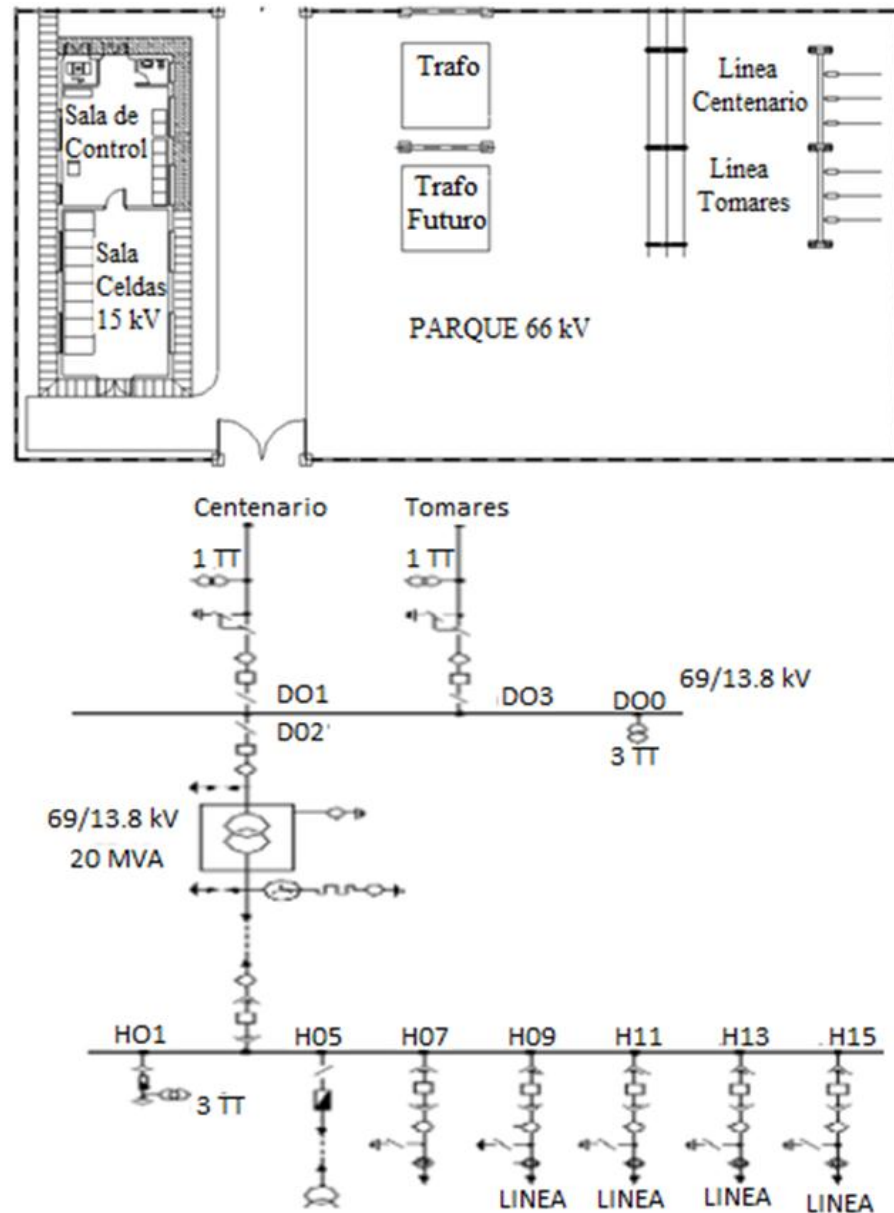 Trafo
Linea
Centenario
Sala de
Control
Linea
Tomares
Trafo
Futuro
Sala
Celdas
15 kV
PARQUE 66 kV
Centenario
Tomares
1 TT
1 TT
69/13.8 kV
DO1
DO3
DO0
D02'
3 TT
69/13.8 kV
20 MVA
HO1
H05
H07
H09
H11
H13
H15
3 TT
LINEA
LINEA
LINEA
LINEA